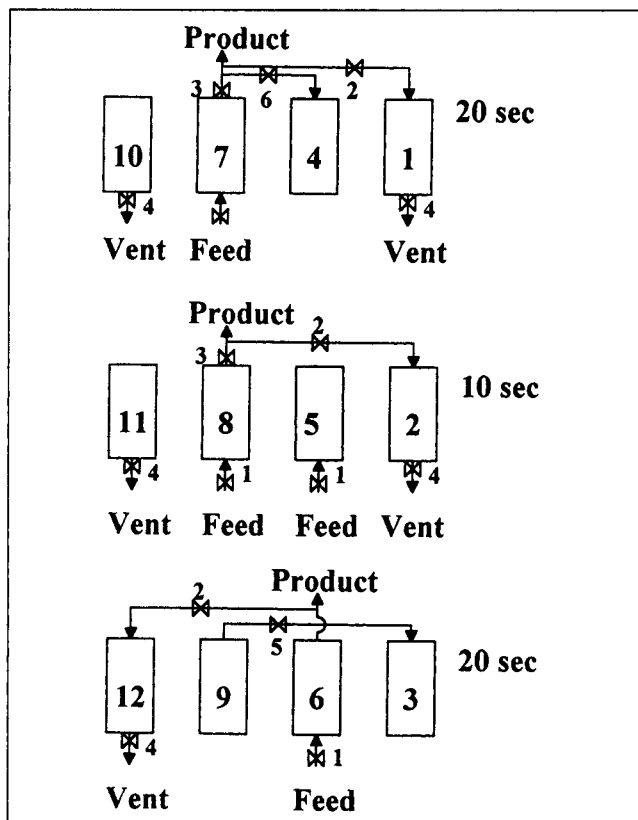 Product
3 6 2
20 sec
10 7 4 1
4 4
Vent Feed Vent
Product
2
3
10 sec
11 8 5 2
4 1 1 4
Vent Feed Feed Vent
Product
2
5
20 sec
12 9 6 3
4 1
Vent Feed